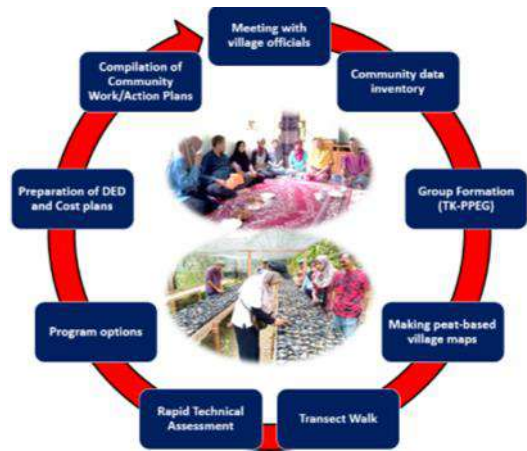 Meeting with
village officials
Community data
inventory
Group Formation
(TK-PPEG)
Making peat-based
village maps
Transect Walk
Rapid Technical
Assessment
Program options
Preparation of DED
and Cost plans
Compilation of
Community
Work/Action Plans